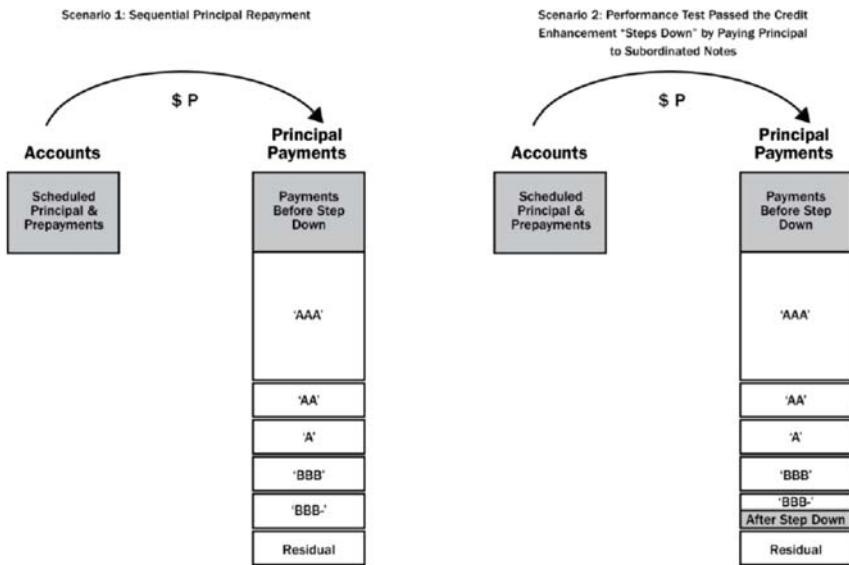 Scenario 1: Sequential Principal Repayment
$ P
Accounts
Principal
Payments
Scheduled
Principal &
Prepayments
Payments
Before Step
Down
'AAA'
'AA'
'A'
'BBB'
'BBB-'
Residual
Scenario 2: Performance Test Passed the Credit
Enhancement "Steps Down" by Paying Principal
to Subordinated Notes
$ P
Accounts
Principal
Payments
Scheduled
Principal &
Prepayments
Payments
Before Step
Down
'AAA'
'AA'
'A'
'BBB'
'BBB-'
After Step Down
Residual